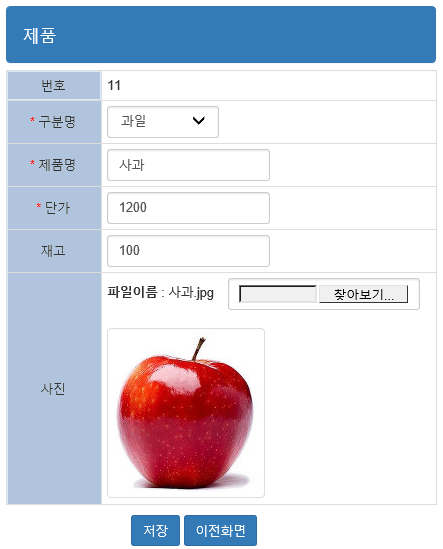 제품
번호 11
* 구분명 과일
* 제품명 사과
* 단가 1200
재고 100
사진 파일이름 : 사과.jpg 찾아보기...
저장 이전화면